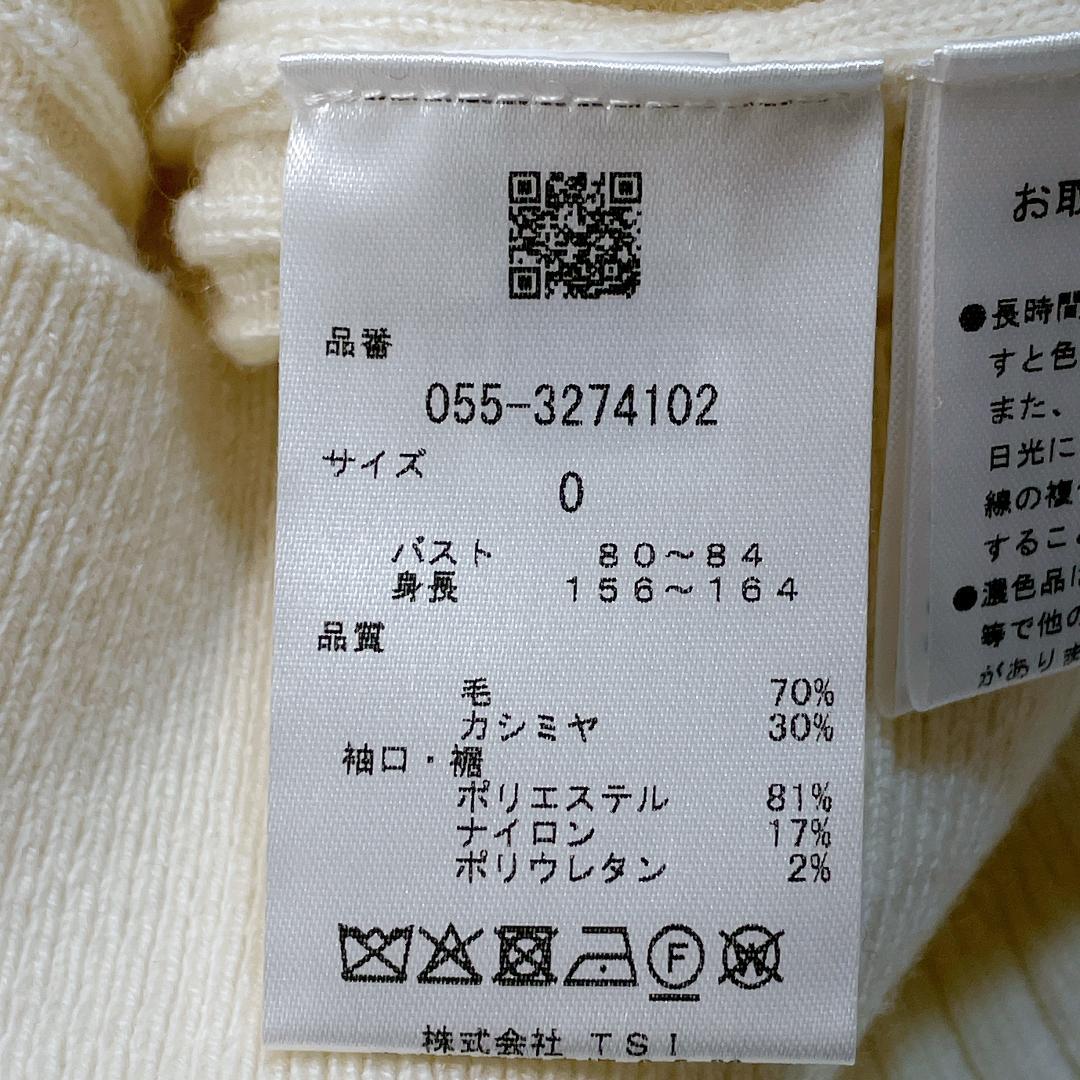 品番
055-3274102
サイズ
0
バスト 80〜84
身長 156〜164
品質
毛 70%
カシミヤ 30%
袖口・裾
ポリエステル 81%
ナイロン 17%
ポリウレタン 2%
F
株式会社 TSI
お取
●長時間
すと色
また、
日光に
線の複
するこ
●濃色品
等で他の
があり